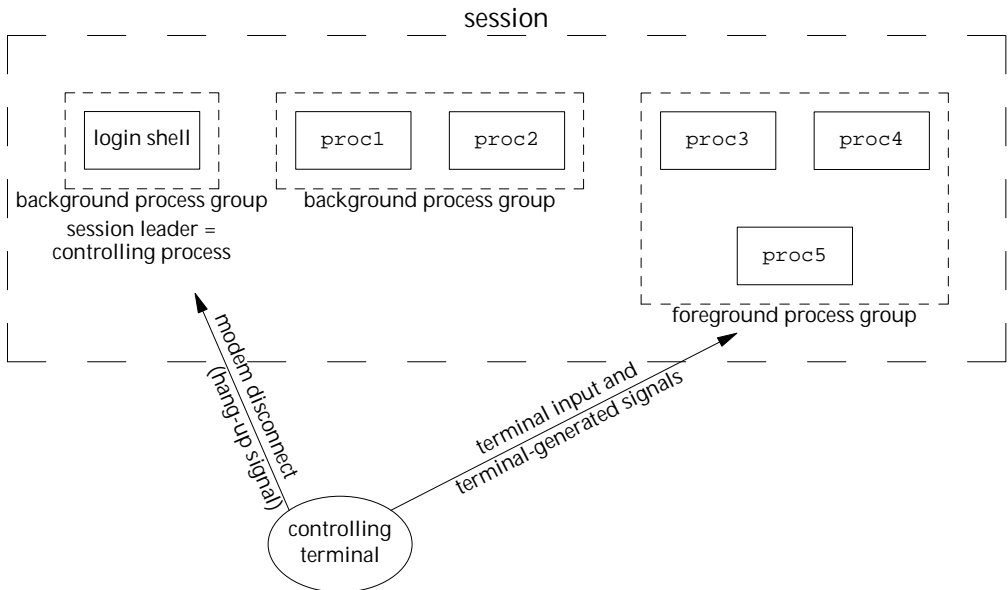 session
login shell
proc1
proc2
proc3
proc4
proc5
background process group
session leader =
controlling process
background process group
foreground process group
modem disconnect
(hang-up signal)
terminal input and
terminal-generated signals
controlling
terminal